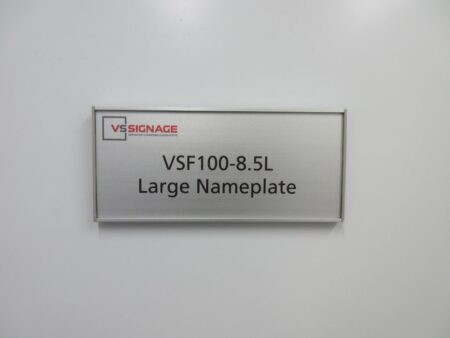 VSSIGNAGE
VSF100-8.5L
Large Nameplate